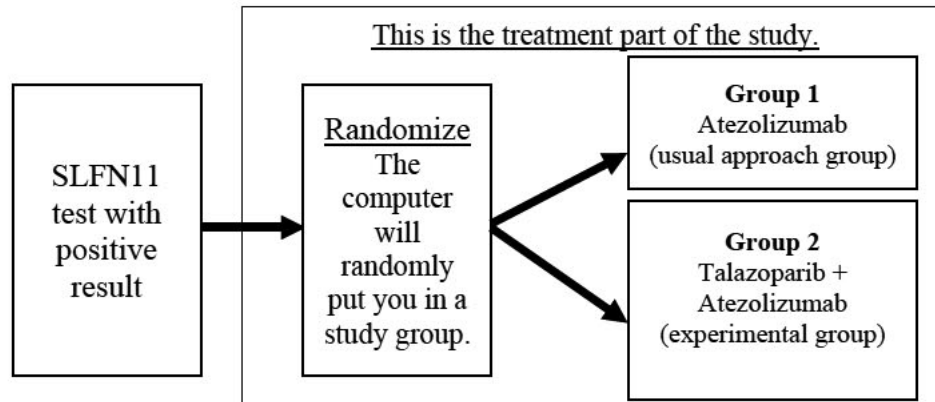 This is the treatment part of the study.
SLFN11
test with
positive
result
Randomize
The
computer
will
randomly
put you in a
study group.
Group 1
Atezolizumab
(usual approach group)
Group 2
Talazoparib +
Atezolizumab
(experimental group)